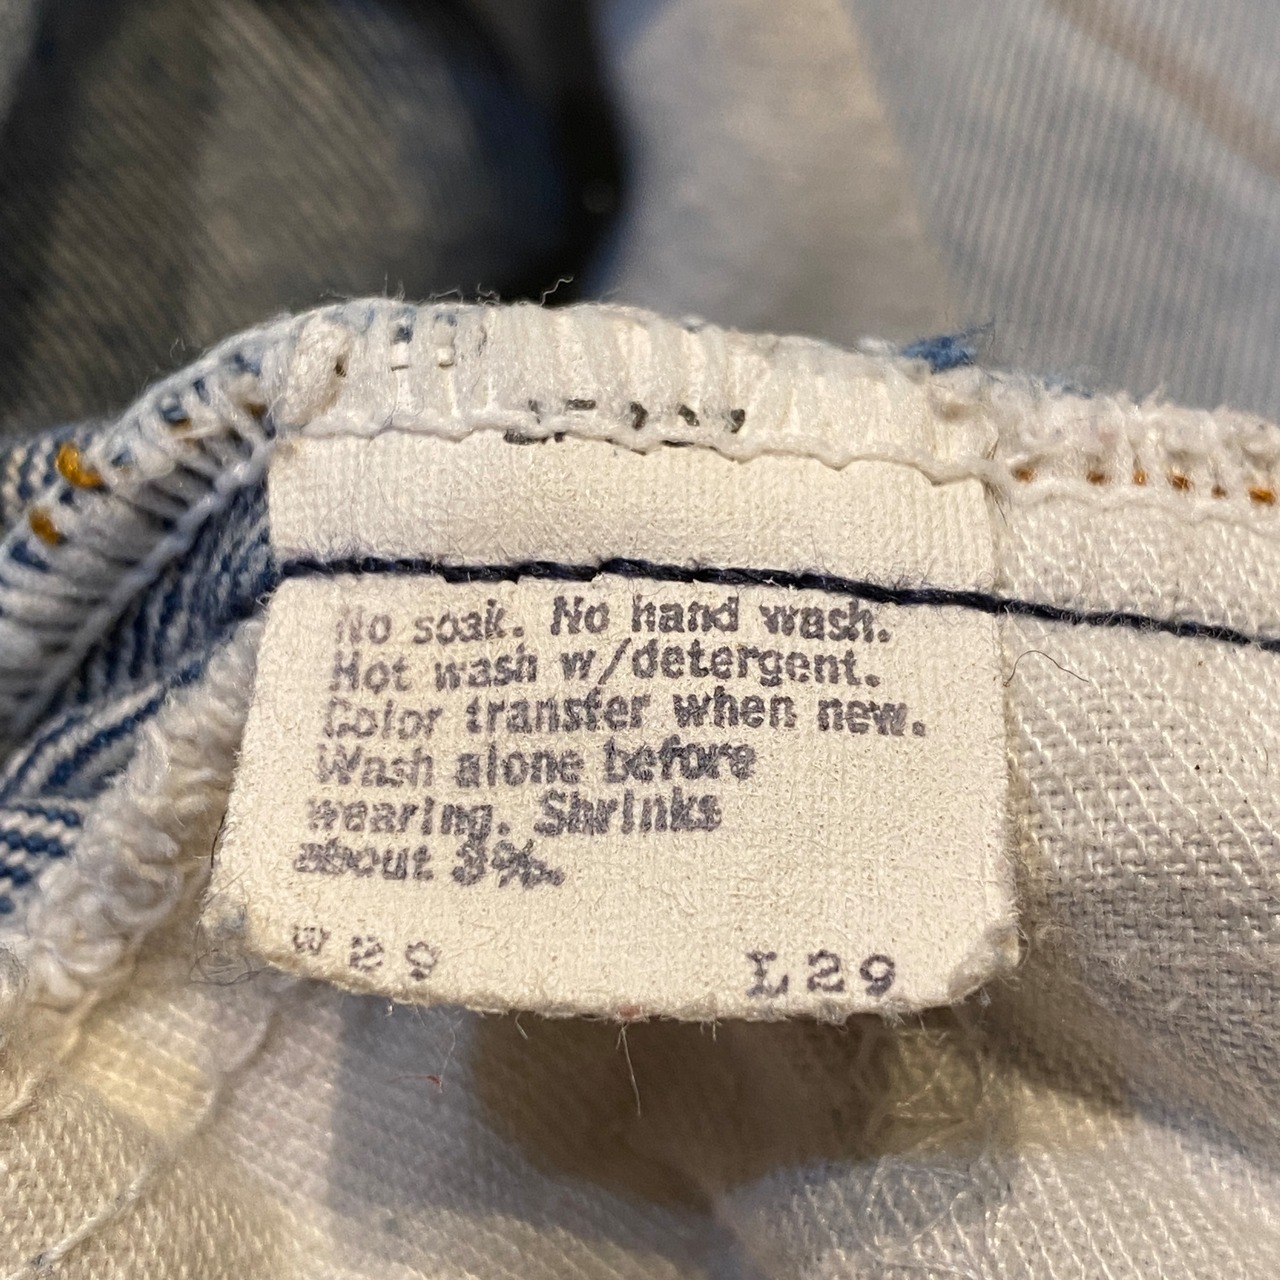 No soak. No hand wash.
Hot wash w/detergent.
Color transfer when new.
Wash alone before
wearing. Shrinks
about 3%.
W29 L29